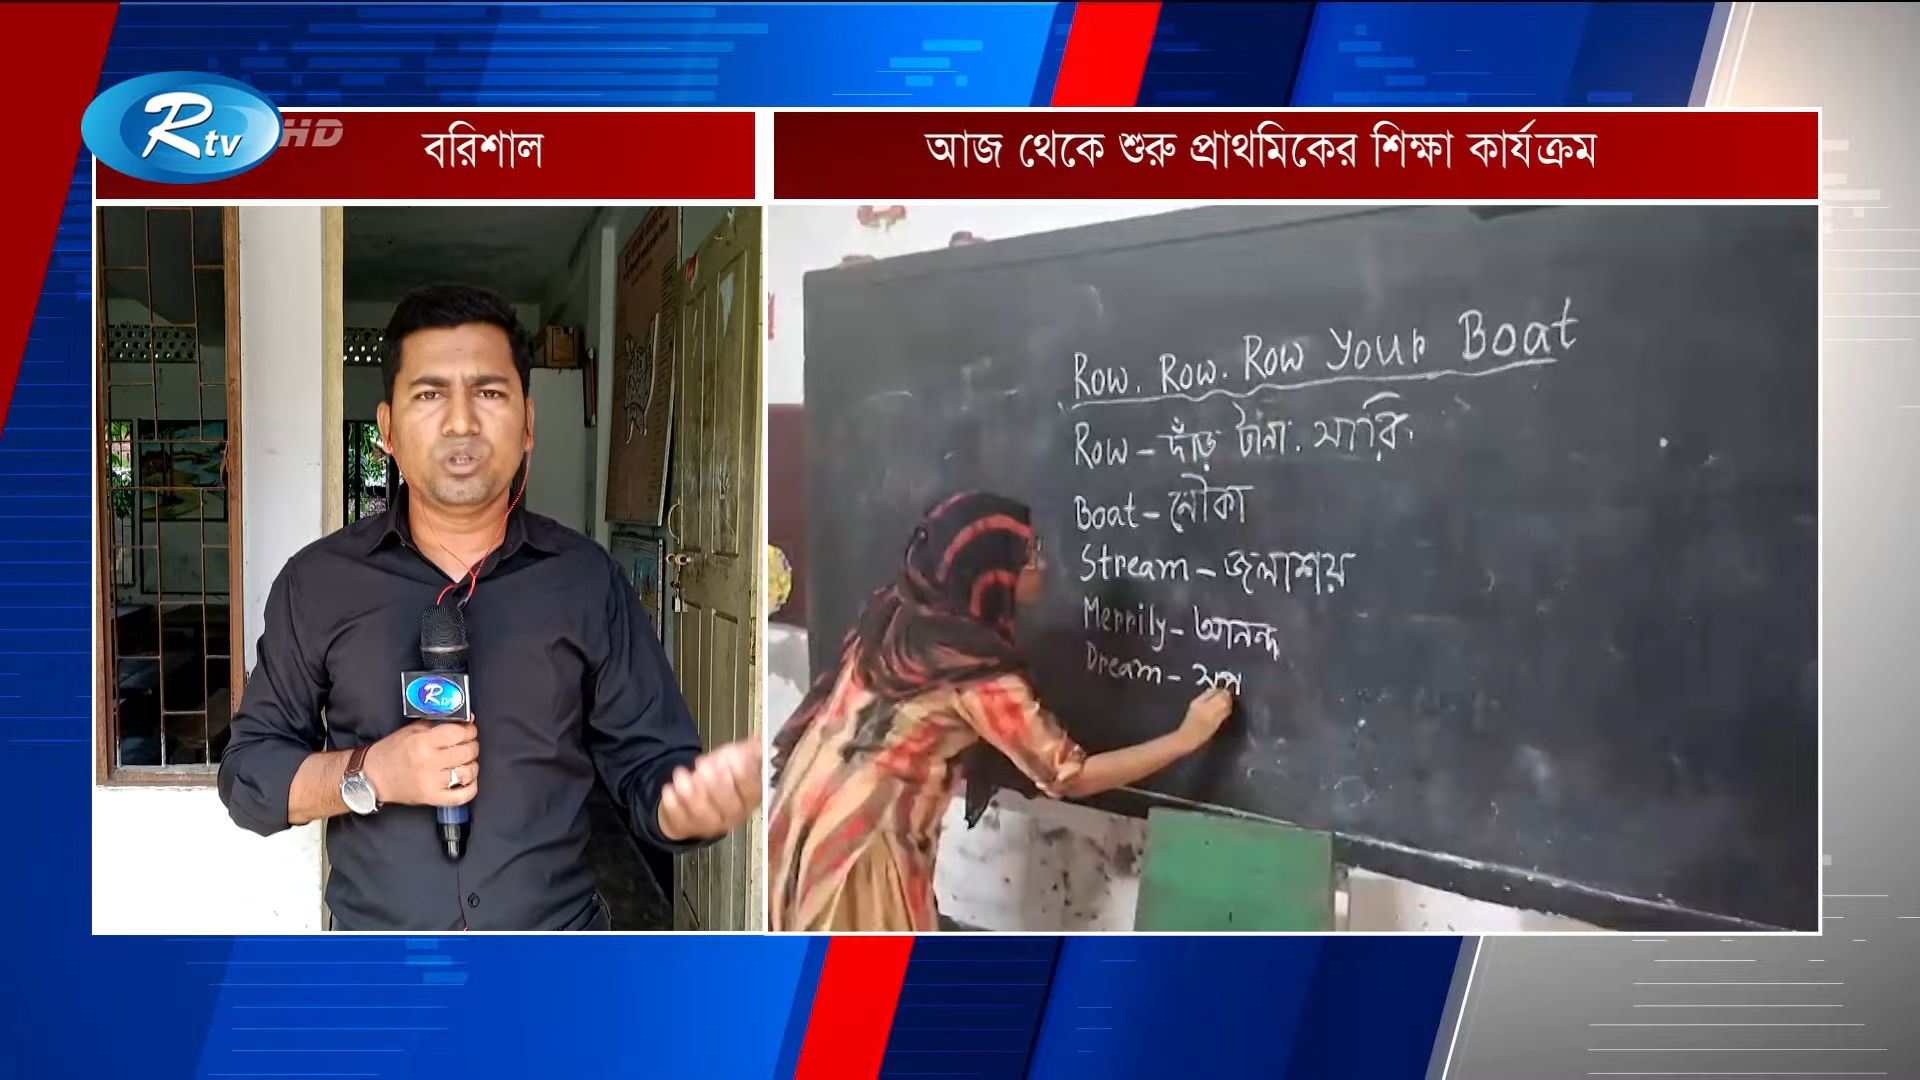 Rtv HD
বরিশাল
আজ থেকে শুরু প্রাথমিকের শিক্ষা কার্যক্রম
Row. Row. Row Your Boat
Row – দাঁড় টানা. মাঝি
Boat – নৌকা
Stream – জলাশয়
Merrily – আনন্দ
Dream – স্বপ্ন
Rtv